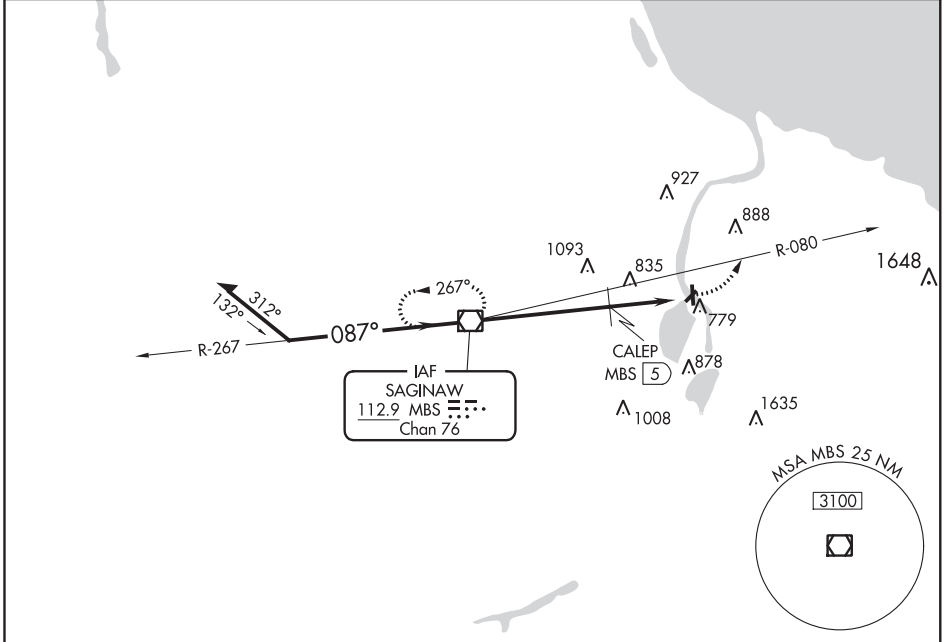 927
888
R-080
1093
835
1648
267°
312°
132°
087°
R-267
779
CALEP
MBS 5
878
IAF
SAGINAW
112.9 MBS
Chan 76
1008
1635
MSA MBS 25 NM
3100